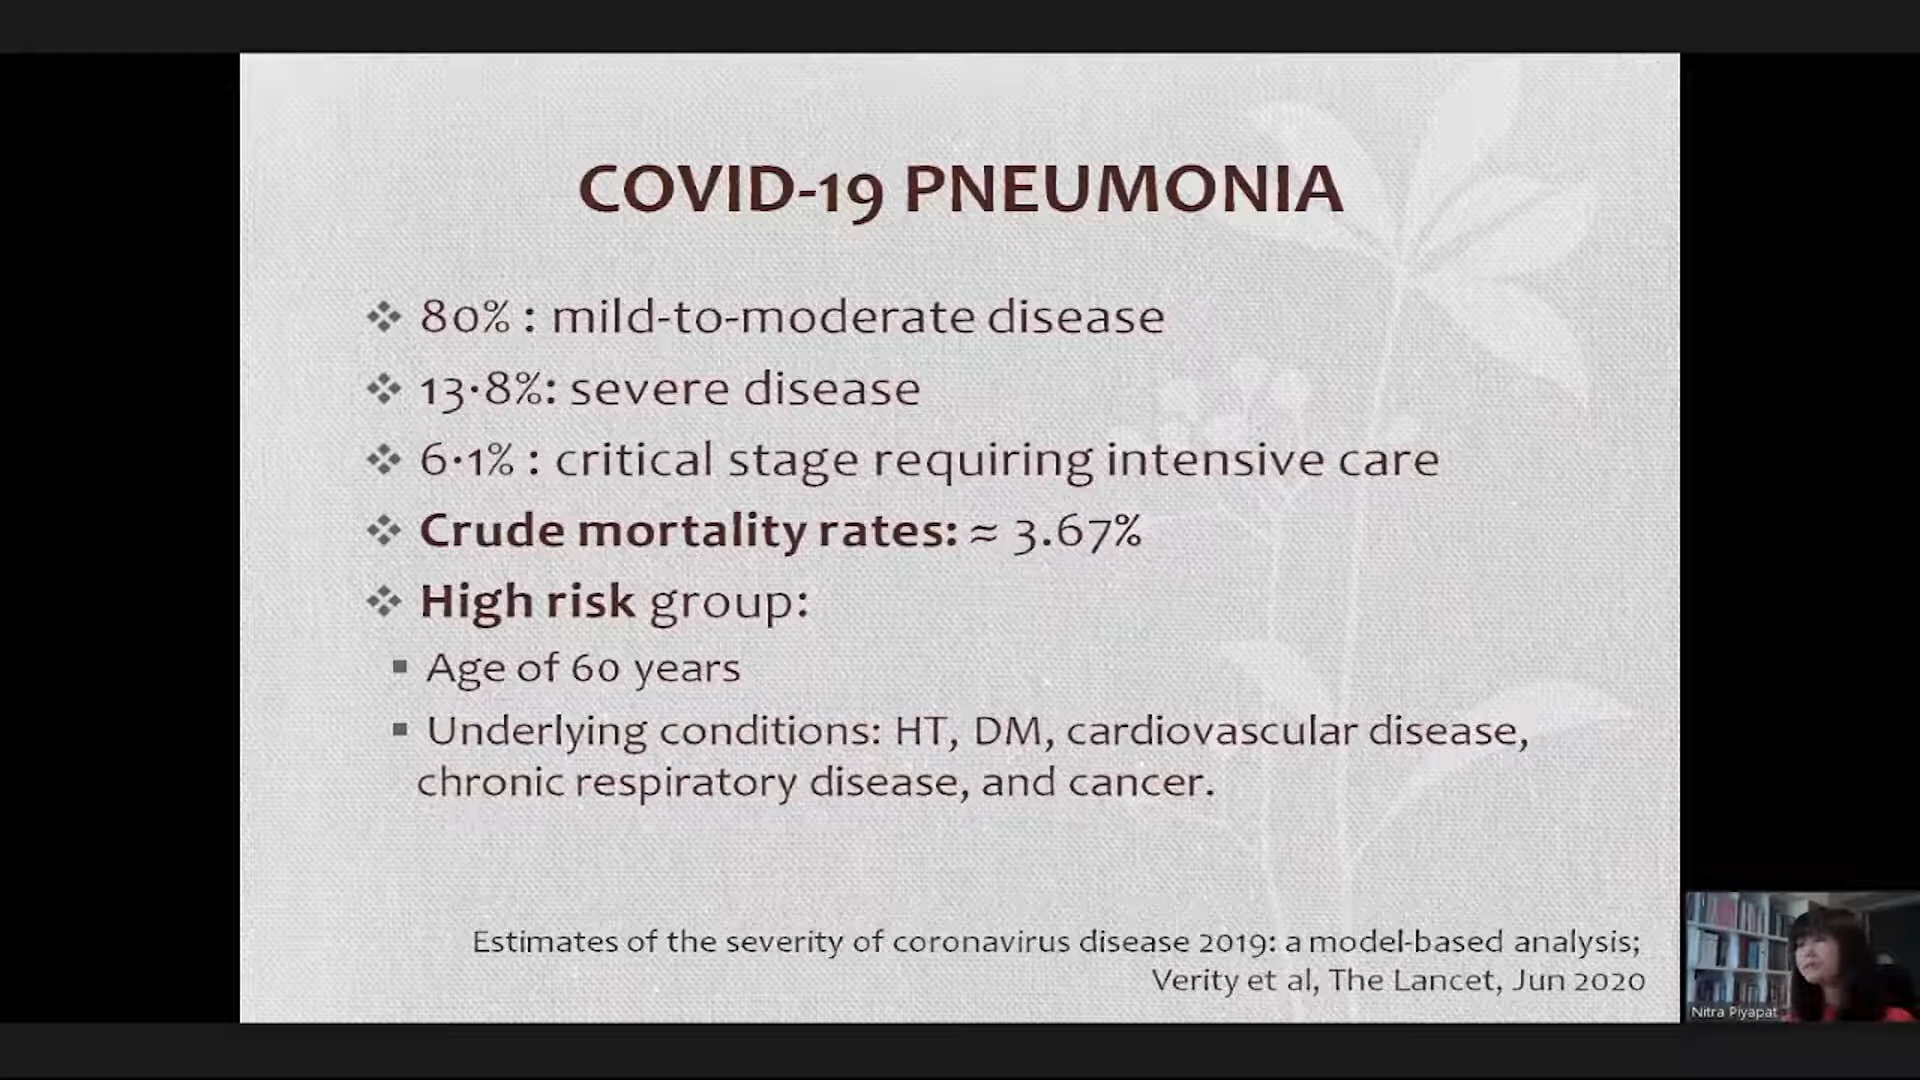 COVID-19 PNEUMONIA
80% : mild-to-moderate disease
13·8%: severe disease
6·1% : critical stage requiring intensive care
Crude mortality rates: ≈ 3.67%
High risk group:
Age of 60 years
Underlying conditions: HT, DM, cardiovascular disease,
chronic respiratory disease, and cancer.
Estimates of the severity of coronavirus disease 2019: a model-based analysis;
Verity et al, The Lancet, Jun 2020
Nitra Piyapat